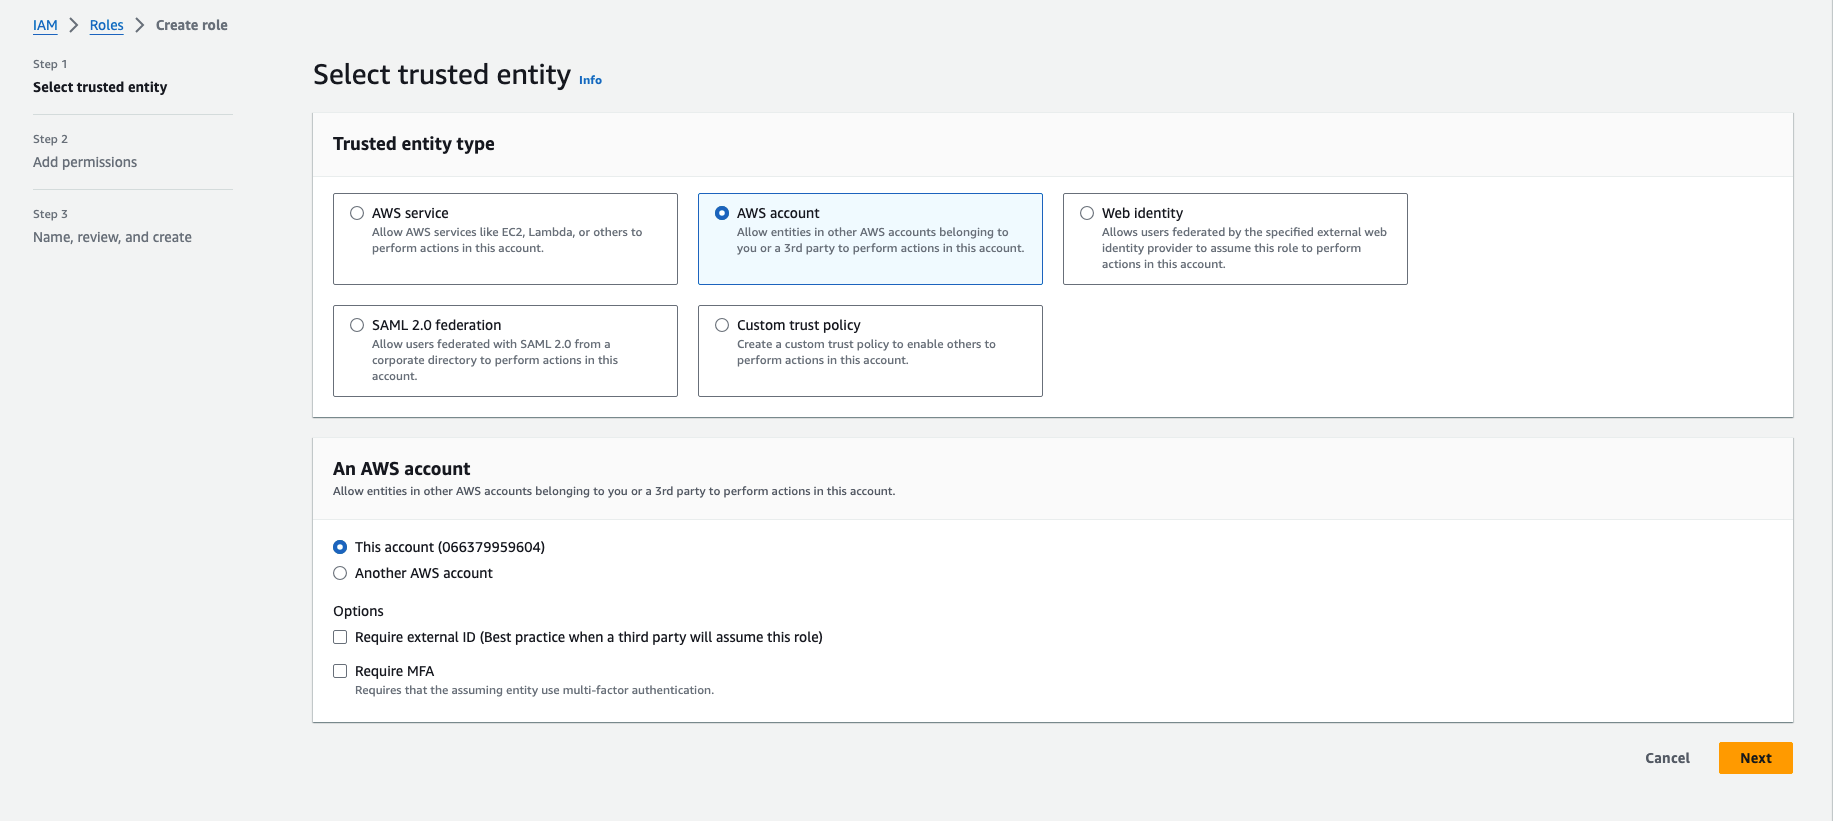 IAM > Roles > Create role
Step 1
Select trusted entity
Step 2
Add permissions
Step 3
Name, review, and create
Select trusted entity Info
Trusted entity type
AWS service
Allow AWS services like EC2, Lambda, or others to
perform actions in this account.
AWS account
Allow entities in other AWS accounts belonging to
you or a 3rd party to perform actions in this account.
Web identity
Allows users federated by the specified external web
identity provider to assume this role to perform
actions in this account.
SAML 2.0 federation
Allow users federated with SAML 2.0 from a
corporate directory to perform actions in this
account.
Custom trust policy
Create a custom trust policy to enable others to
perform actions in this account.
An AWS account
Allow entities in other AWS accounts belonging to you or a 3rd party to perform actions in this account.
This account (066379959604)
Another AWS account
Options
Require external ID (Best practice when a third party will assume this role)
Require MFA
Requires that the assuming entity use multi-factor authentication.
Cancel
Next